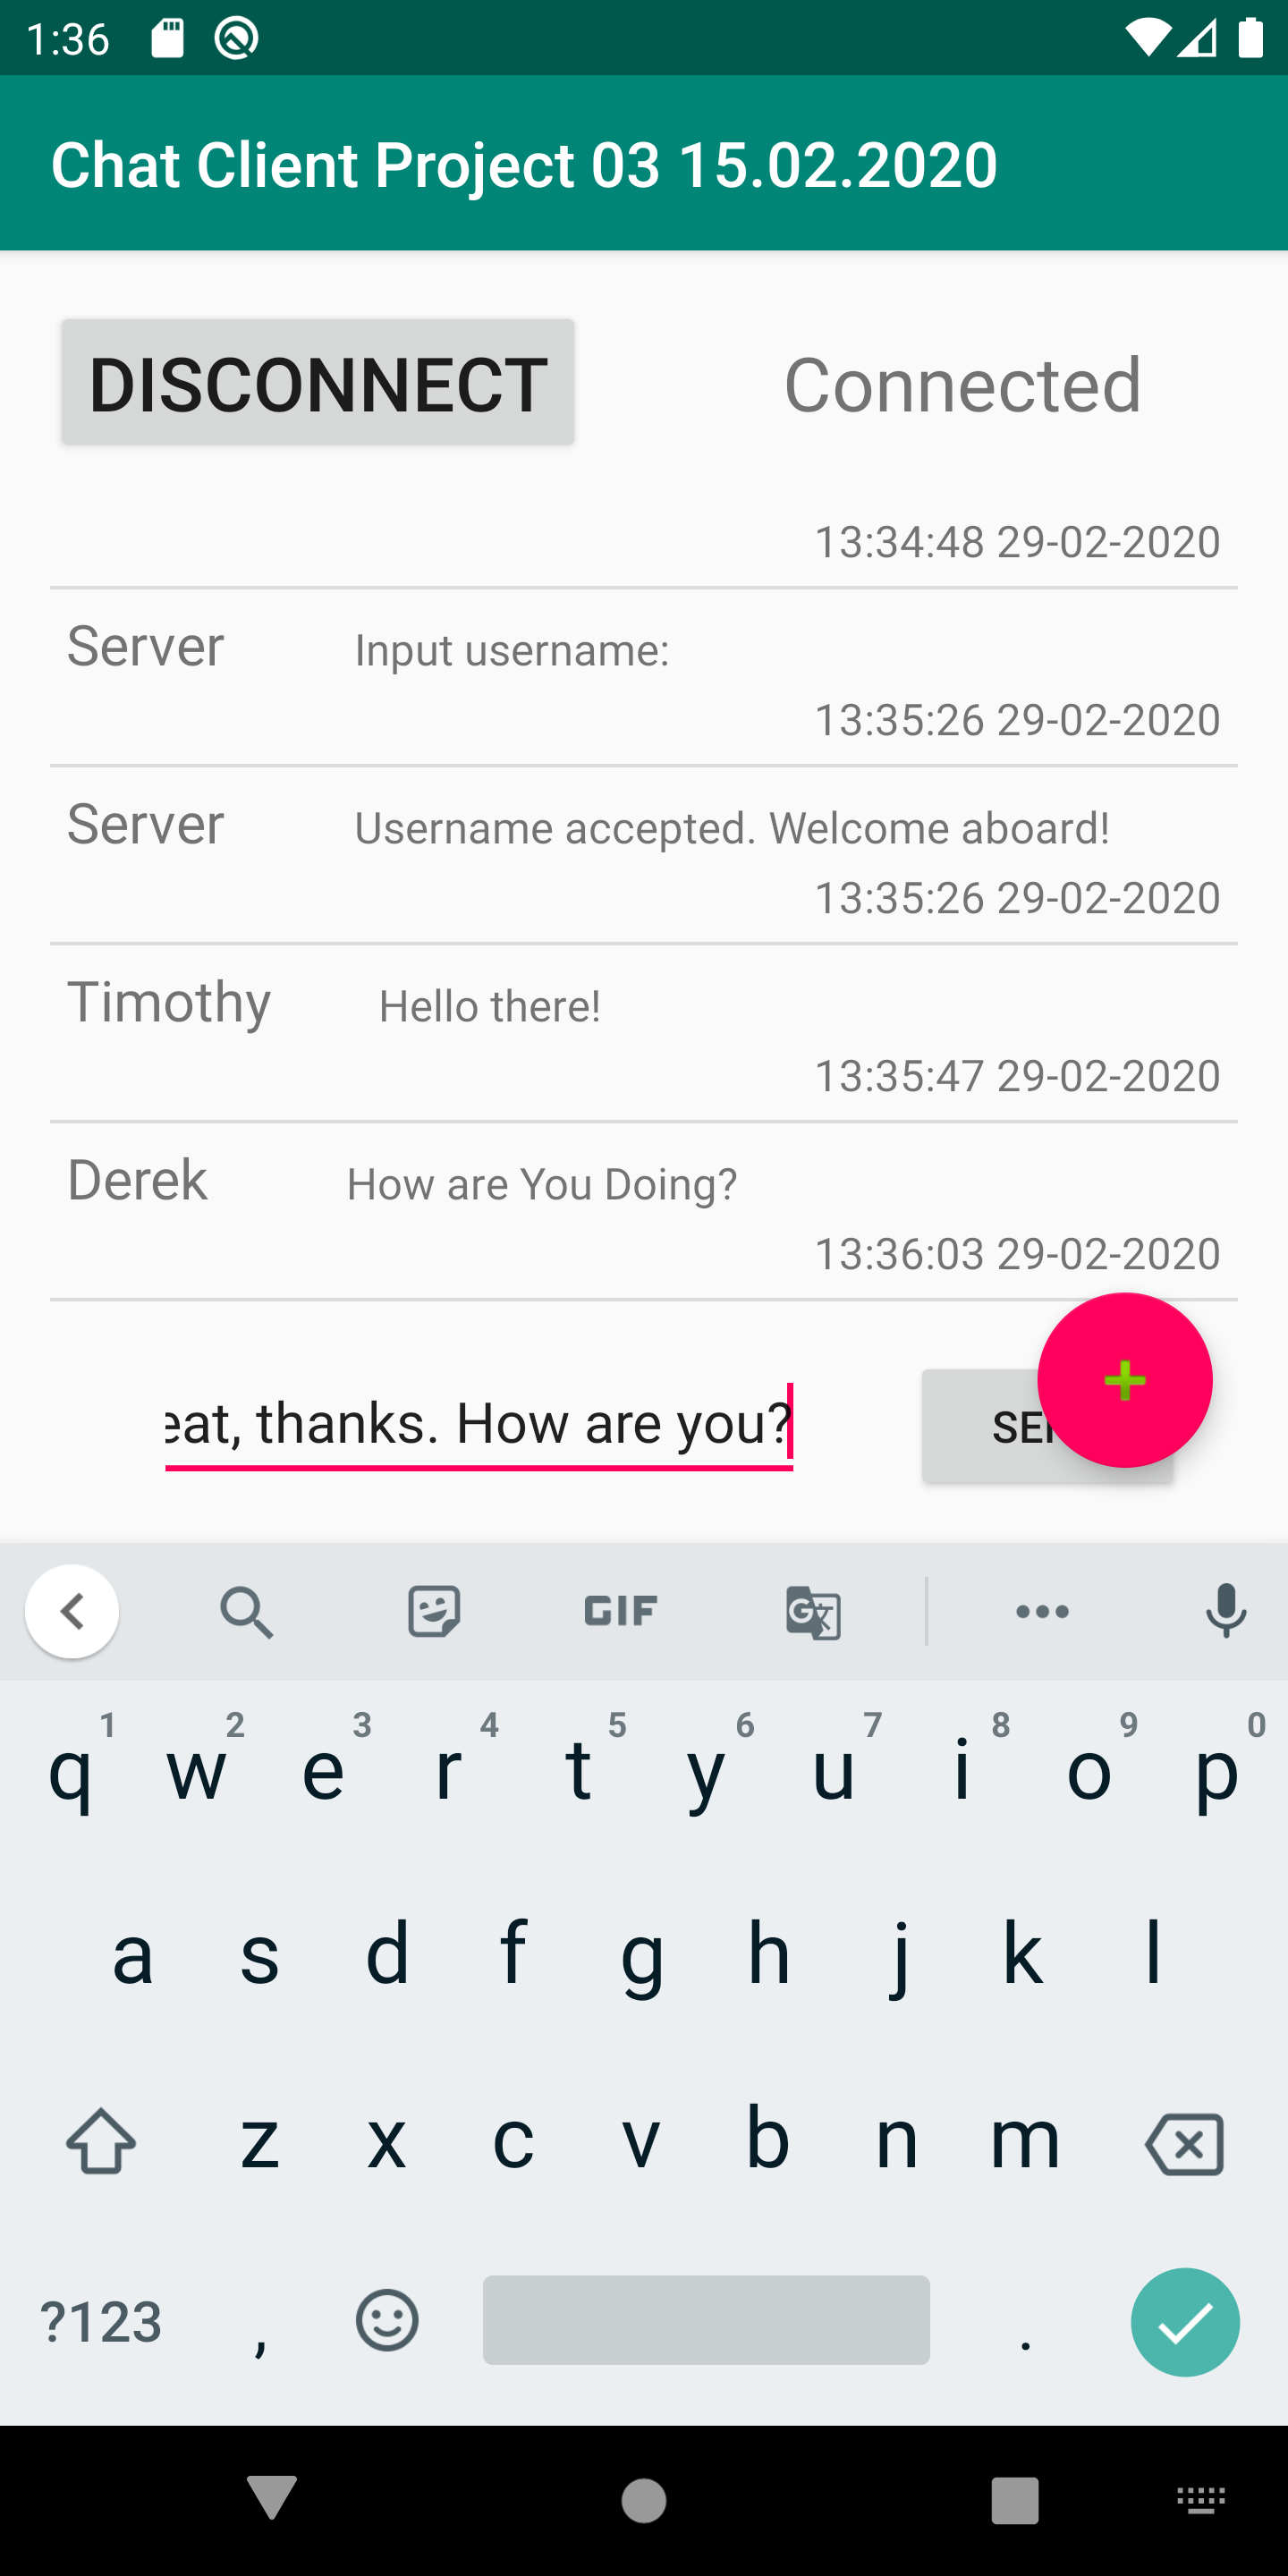 1:36
Chat Client Project 03 15.02.2020
DISCONNECT Connected
13:34:48 29-02-2020
Server Input username:
13:35:26 29-02-2020
Server Username accepted. Welcome aboard!
13:35:26 29-02-2020
Timothy Hello there!
13:35:47 29-02-2020
Derek How are You Doing?
13:36:03 29-02-2020
eat, thanks. How are you?
GIF G
1 2 3 4 5 6 7 8 9 0
q w e r t y u i o p
a s d f g h j k l
z x c v b n m
?123 , .